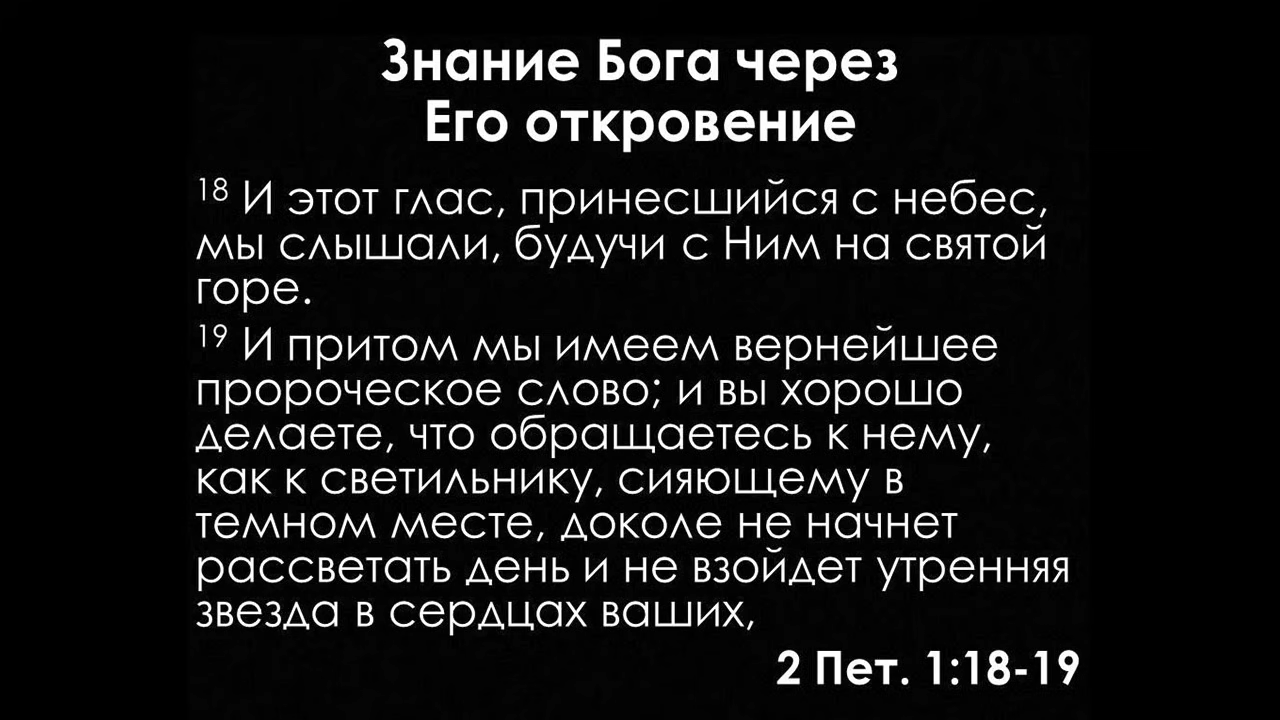 Знание Бога через
Его откровение
18 И этот глас, принесшийся с небес,
мы слышали, будучи с Ним на святой
горе.
19 И притом мы имеем вернейшее
пророческое слово; и вы хорошо
делаете, что обращаетесь к нему,
как к светильнику, сияющему в
темном месте, доколе не начнет
рассветать день и не взойдет утренняя
звезда в сердцах ваших,
2 Пет. 1:18-19